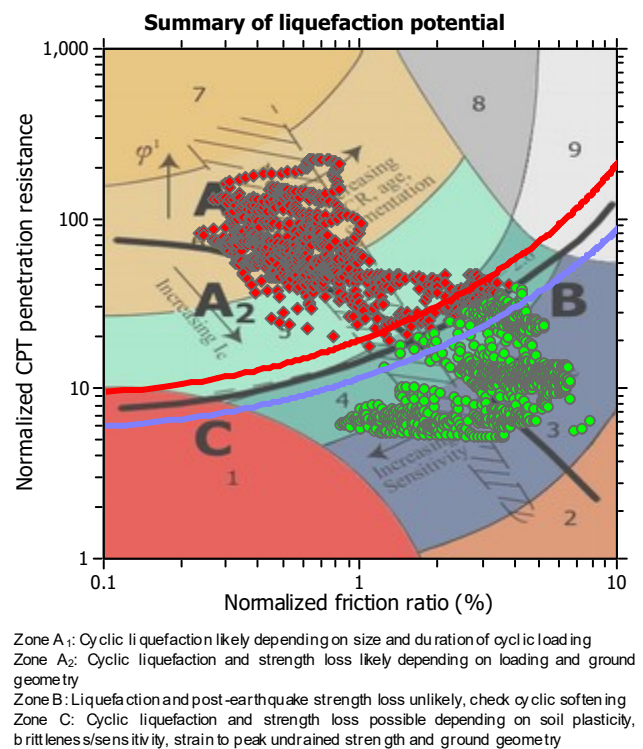 Summary of liquefaction potential
1,000
7
8
9
φ'
Increasing
OCR, age,
cementation
100
A
A2
B
Increasing Ic
5
Normalized CPT penetration resistance
10
4
C
3
1
Increasing
Sensitivity
2
1
0.1
1
10
Normalized friction ratio (%)
Zone A1: Cyclic liquefaction likely depending on size and duration of cyclic loading
Zone A2: Cyclic liquefaction and strength loss likely depending on loading and ground
geometry
Zone B: Liquefaction and post-earthquake strength loss unlikely, check cyclic softening
Zone C: Cyclic liquefaction and strength loss possible depending on soil plasticity,
brittleness/sensitivity, strain to peak undrained strength and ground geometry